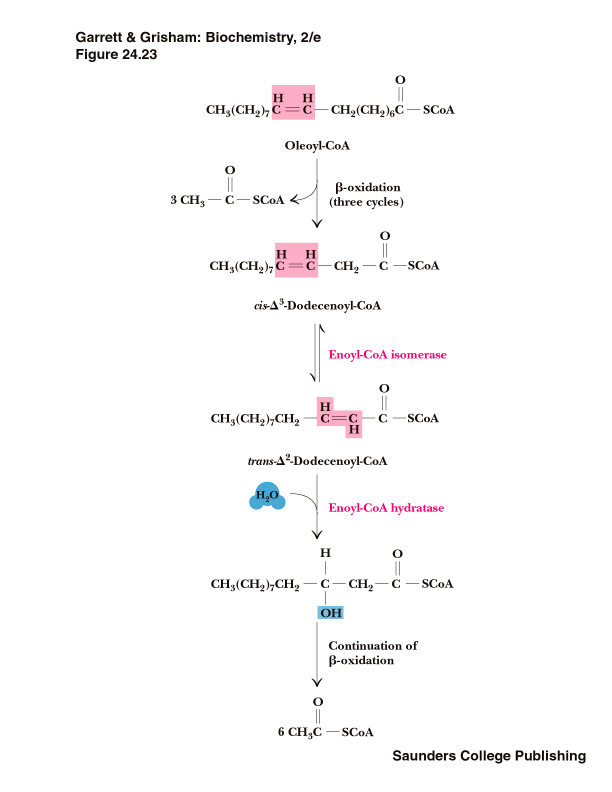 Garrett & Grisham: Biochemistry, 2/e
Figure 24.23
O
H H
CH₃(CH₂)₇C=C—CH₂(CH₂)₆C—SCoA
Oleoyl-CoA
O
3 CH₃—C—SCoA
β-oxidation
(three cycles)
O
H H
CH₃(CH₂)₇C=C—CH₂—C—SCoA
cis-Δ³-Dodecenoyl-CoA
Enoyl-CoA isomerase
O
H
CH₃(CH₂)₇CH₂—C=C—C—SCoA
H
trans-Δ²-Dodecenoyl-CoA
H₂O
Enoyl-CoA hydratase
H O
CH₃(CH₂)₇CH₂—C—CH₂—C—SCoA
OH
Continuation of
β-oxidation
O
6 CH₃C—SCoA
Saunders College Publishing